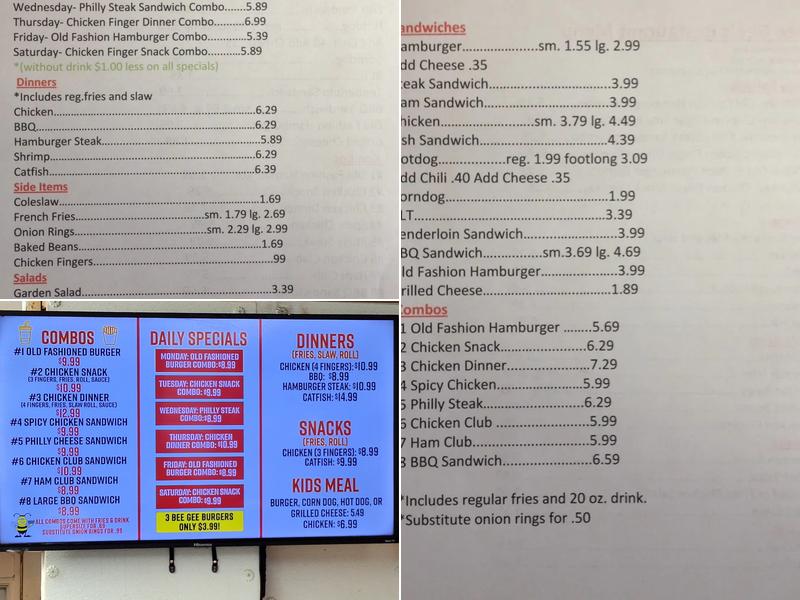 Wednesday- Philly Steak Sandwich Combo.......5.89
Thursday- Chicken Finger Dinner Combo.......6.99
Friday- Old Fashion Hamburger Combo.......5.39
Saturday- Chicken Finger Snack Combo.......5.89
*(without drink $1.00 less on all specials)
Dinners
*Includes reg.fries and slaw
Chicken.......6.29
BBQ.......6.29
Hamburger Steak.......5.89
Shrimp.......6.29
Catfish.......6.39
Side Items
Coleslaw.......1.69
French Fries.......sm. 1.79 lg. 2.69
Onion Rings.......sm. 2.29 lg. 2.99
Baked Beans.......1.69
Chicken Fingers.......99
Salads
Garden Salad.......3.39
COMBOS
#1 OLD FASHIONED BURGER
$9.99
#2 CHICKEN SNACK
(3 FINGERS, FRIES, ROLL, SAUCE)
$10.99
#3 CHICKEN DINNER
(4 FINGERS, FRIES, SLAW ROLL, SAUCE)
$12.99
#4 SPICY CHICKEN SANDWICH
$9.99
#5 PHILLY CHEESE SANDWICH
$9.99
#6 CHICKEN CLUB SANDWICH
$10.99
#7 HAM CLUB SANDWICH
$8.99
#8 LARGE BBQ SANDWICH
$8.99
ALL COMBOS COME WITH FRIES & DRINK
SUPERSIZE FOR .69
SUBSTITUTE ONION RINGS FOR .99
DAILY SPECIALS
MONDAY: OLD FASHIONED
BURGER COMBO:$8.99
TUESDAY: CHICKEN SNACK
COMBO: $9.99
WEDNESDAY: PHILLY STEAK
COMBO:$8.99
THURSDAY: CHICKEN
DINNER COMBO:$10.99
FRIDAY: OLD FASHIONED
BURGER COMBO: $8.99
SATURDAY: CHICKEN SNACK
COMBO: $9.99
3 BEE GEE BURGERS
ONLY $3.99!
DINNERS
(FRIES, SLAW, ROLL)
CHICKEN (4 FINGERS): $10.99
BBQ: $8.99
HAMBURGER STEAK: $10.99
CATFISH: $14.99
SNACKS
(FRIES, ROLL)
CHICKEN (3 FINGERS): $8.99
CATFISH: $9.99
KIDS MEAL
BURGER, CORN DOG, HOT DOG, OR
GRILLED CHEESE: 5.49
CHICKEN: $6.99
Hisense
andwiches
amburger.......sm. 1.55 lg. 2.99
dd Cheese .35
teak Sandwich.......3.99
am Sandwich.......3.99
hicken.......sm. 3.79 lg. 4.49
sh Sandwich.......4.39
otdog.......reg. 1.99 footlong 3.09
dd Chili .40 Add Cheese .35
orndog.......1.99
LT.......3.39
enderloin Sandwich.......3.99
BQ Sandwich.......sm.3.69 lg. 4.69
ld Fashion Hamburger.......3.99
rilled Cheese.......1.89
ombos
1 Old Fashion Hamburger ........5.69
2 Chicken Snack.......6.29
3 Chicken Dinner.......7.29
4 Spicy Chicken.......5.99
5 Philly Steak.......6.29
6 Chicken Club .......5.99
7 Ham Club.......5.99
8 BBQ Sandwich.......6.59
*Includes regular fries and 20 oz. drink.
*Substitute onion rings for .50